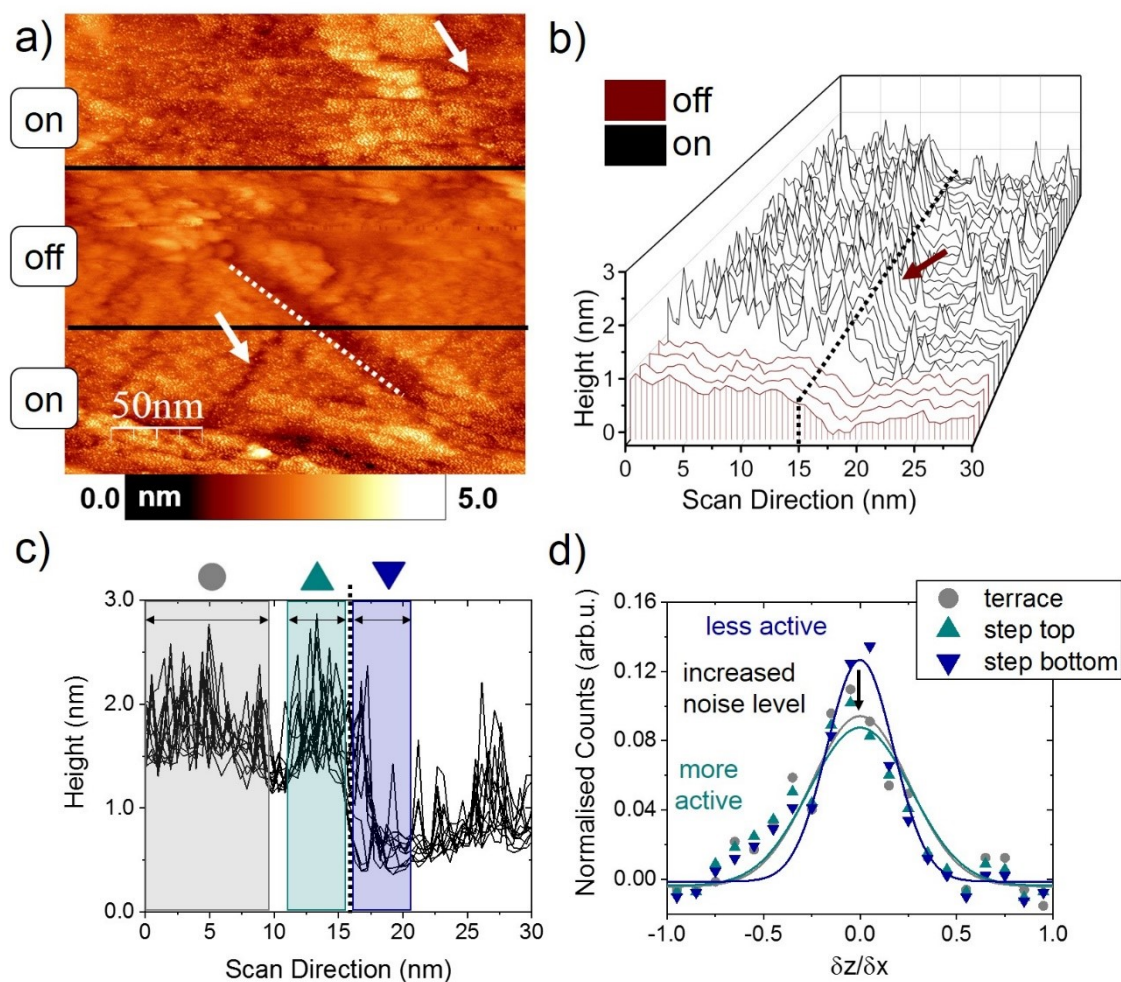 a)
on
off
on
50nm
0.0 nm 5.0
b)
off
on
Height (nm)
3
2
1
0
0 5 10 15 20 25 30
Scan Direction (nm)
c)
Height (nm)
3.0
2.0
1.0
0.0
0 5 10 15 20 25 30
Scan Direction (nm)
d)
Normalised Counts (arb.u.)
0.16
0.12
0.08
0.04
0.00
less active
increased
noise level
more
active
terrace
step top
step bottom
-1.0 -0.5 0.0 0.5 1.0
δz/δx